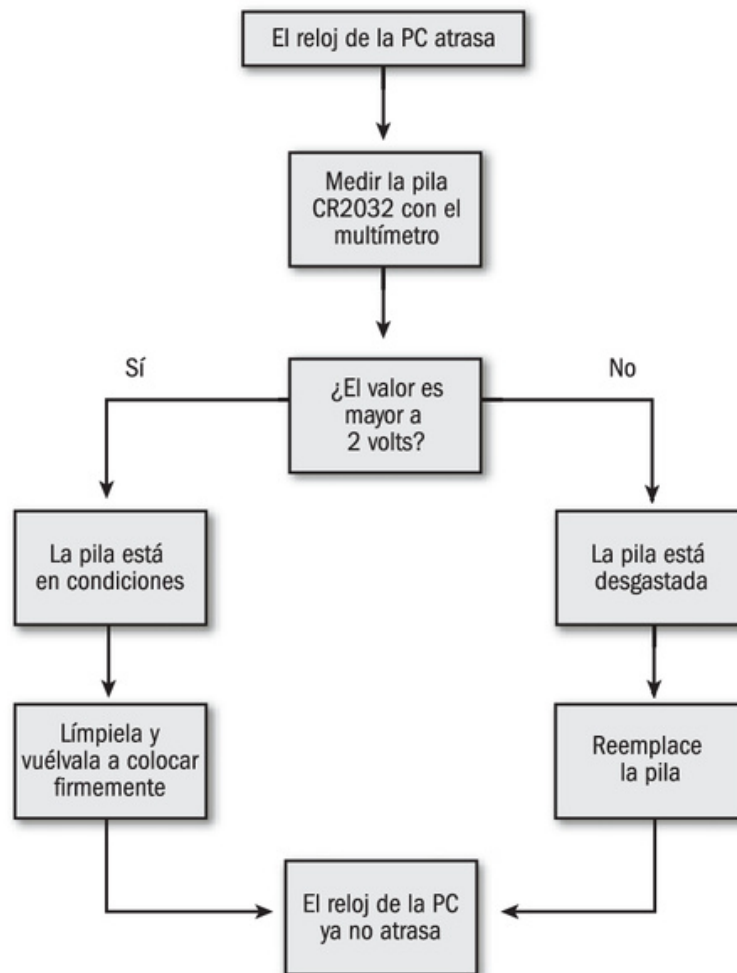 El reloj de la PC atrasa
Medir la pila
CR2032 con el
multímetro
Sí
No
¿El valor es
mayor a
2 volts?
La pila está
en condiciones
La pila está
desgastada
Límpiela y
vuélvala a colocar
firmemente
Reemplace
la pila
El reloj de la PC
ya no atrasa